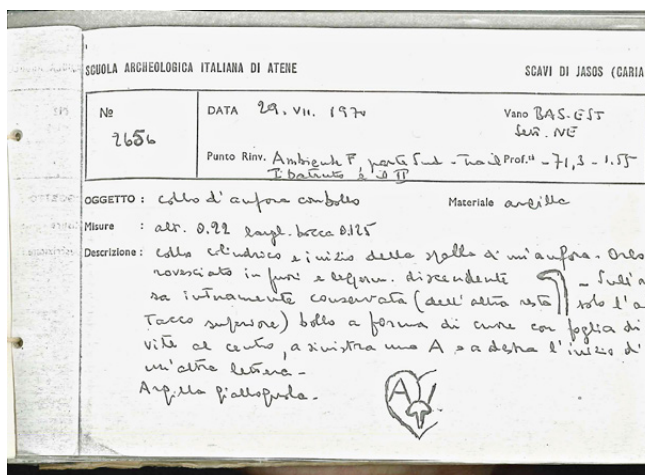 SCUOLA ARCHEOLOGICA ITALIANA DI ATENE
SCAVI DI JASOS (CARIA
No 2656
DATA 29. VII. 197
Vano BAS. EST
Sett. NE
Punto Rinv. Ambiente F, parte Sud - Tra il
I battuto e il II
Prof.tà - 71,3 - 1.55
OGGETTO : collo d'anfora con bollo
Materiale argilla
Misure : alt. 0.22 largh. bocca 0.125
Descrizione : collo cilindrico e inizio della spalla di un'anfora. Orlo
rovesciato in fuori e legerm. discendente - Sull'a
sa interamente conservata (dell'altra resta solo l'a
tacco superiore) bollo a forma di cuore con foglia di
vite al centro, a sinistra una A e a destra l'inizio d'
un'altra lettera -
Argilla giallognola.
A